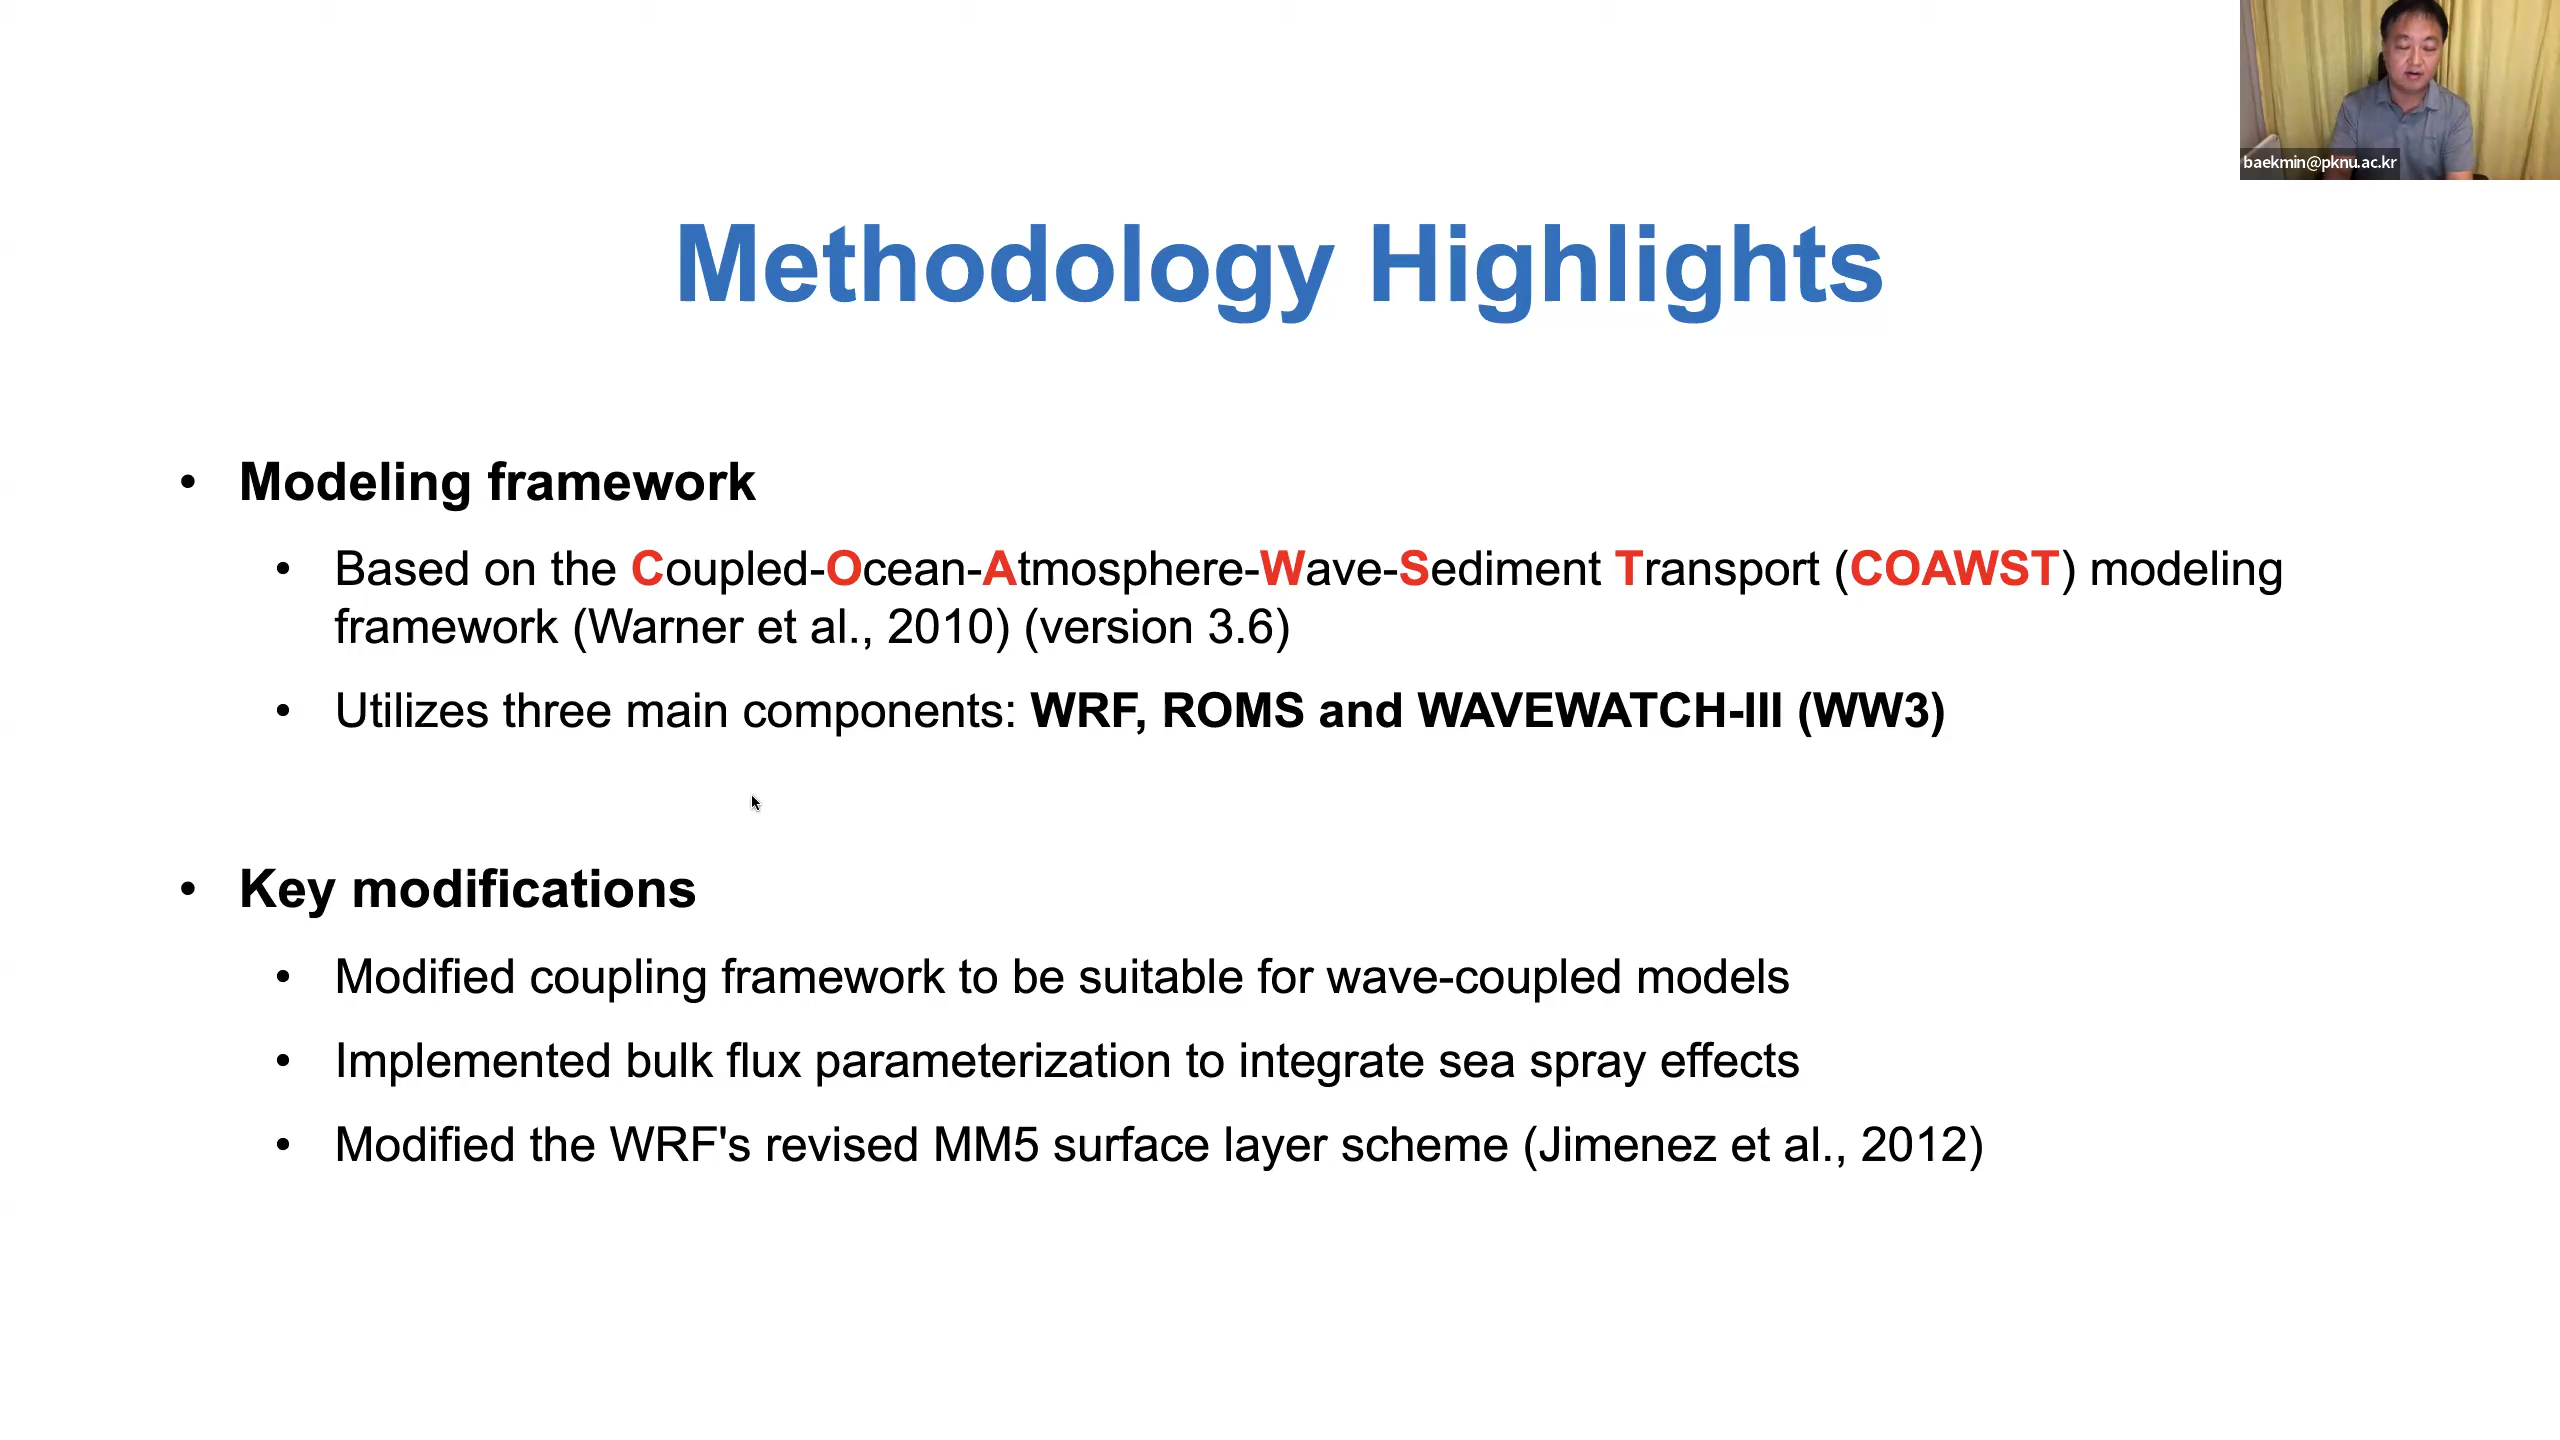 baekmin@pknu.ac.kr
Methodology Highlights
• Modeling framework
• Based on the Coupled-Ocean-Atmosphere-Wave-Sediment Transport (COAWST) modeling
framework (Warner et al., 2010) (version 3.6)
• Utilizes three main components: WRF, ROMS and WAVEWATCH-III (WW3)
• Key modifications
• Modified coupling framework to be suitable for wave-coupled models
• Implemented bulk flux parameterization to integrate sea spray effects
• Modified the WRF's revised MM5 surface layer scheme (Jimenez et al., 2012)